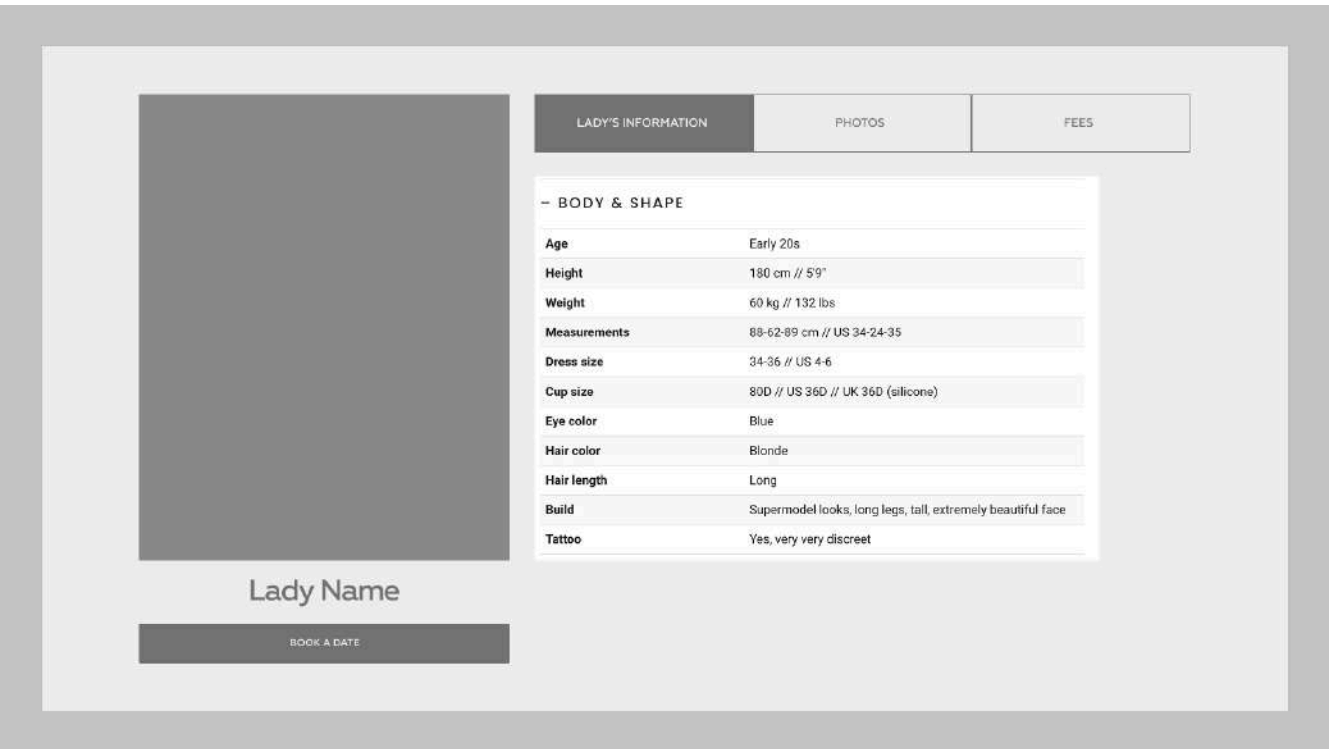 LADY'S INFORMATION PHOTOS FEES
– BODY & SHAPE
Age Early 20s
Height 180 cm // 5'9"
Weight 60 kg // 132 lbs
Measurements 88-62-89 cm // US 34-24-35
Dress size 34-36 // US 4-6
Cup size 80D // US 36D // UK 36D (silicone)
Eye color Blue
Hair color Blonde
Hair length Long
Build Supermodel looks, long legs, tall, extremely beautiful face
Tattoo Yes, very very discreet
Lady Name
BOOK A DATE